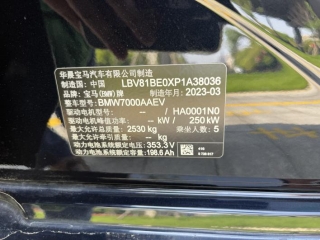 华晨宝马汽车有限公司制造
制造国：中国 LBV81BE0XP1A38036
品牌：宝马(BMW)牌 制造年月：2023-03
整车型号：BMW7000AAEV
驱动电机型号： -- / HA0001N0
驱动电机峰值功率： -- kW/ 250 kW
最大允许总质量： 2530 kg 乘坐人数：5
动力电池系统额定电压：353.3V
动力电池系统额定容量：198.6Ah